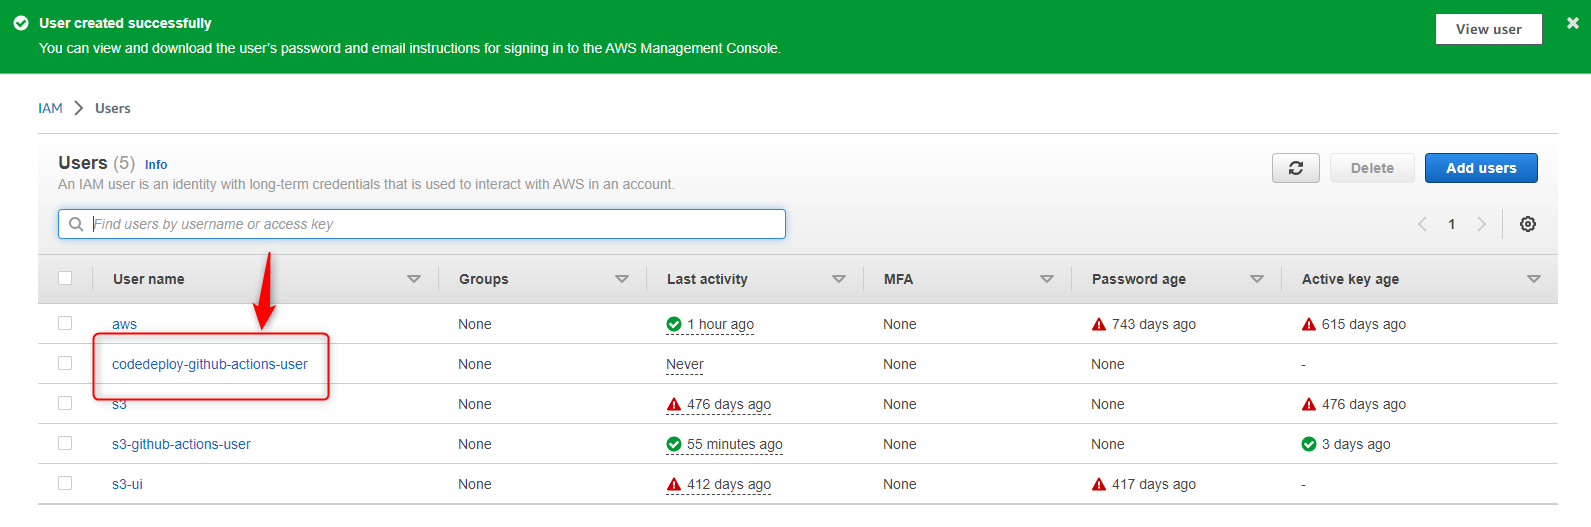 User created successfully
You can view and download the user's password and email instructions for signing in to the AWS Management Console.
View user
IAM > Users
Users (5) Info
An IAM user is an identity with long-term credentials that is used to interact with AWS in an account.
Delete
Add users
Find users by username or access key
1
User name Groups Last activity MFA Password age Active key age
aws None 1 hour ago None 743 days ago 615 days ago
codedeploy-github-actions-user None Never None None -
s3 None 476 days ago None None 476 days ago
s3-github-actions-user None 55 minutes ago None None 3 days ago
s3-ui None 412 days ago None 417 days ago -